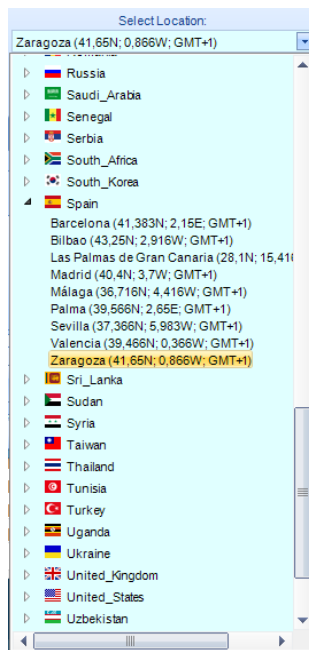 Select Location:
Zaragoza (41,65N; 0,866W; GMT+1)
Russia
Saudi_Arabia
Senegal
Serbia
South_Africa
South_Korea
Spain
Barcelona (41,383N; 2,15E; GMT+1)
Bilbao (43,25N; 2,916W; GMT+1)
Las Palmas de Gran Canaria (28,1N; 15,41
Madrid (40,4N; 3,7W; GMT+1)
Málaga (36,716N; 4,416W; GMT+1)
Palma (39,566N; 2,65E; GMT+1)
Sevilla (37,366N; 5,983W; GMT+1)
Valencia (39,466N; 0,366W; GMT+1)
Zaragoza (41,65N; 0,866W; GMT+1)
Sri_Lanka
Sudan
Syria
Taiwan
Thailand
Tunisia
Turkey
Uganda
Ukraine
United_Kingdom
United_States
Uzbekistan